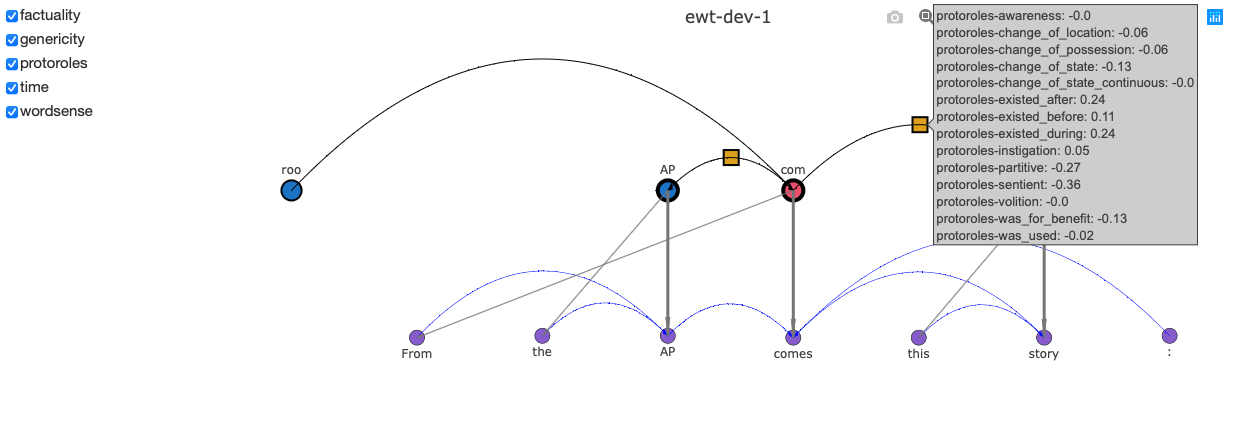 factuality
genericity
protoroles
time
wordsense
ewt-dev-1
protoroles-awareness: -0.0
protoroles-change_of_location: -0.06
protoroles-change_of_possession: -0.06
protoroles-change_of_state: -0.13
protoroles-change_of_state_continuous: -0.0
protoroles-existed_after: 0.24
protoroles-existed_before: 0.11
protoroles-existed_during: 0.24
protoroles-instigation: 0.05
protoroles-partitive: -0.27
protoroles-sentient: -0.36
protoroles-volition: -0.0
protoroles-was_for_benefit: -0.13
protoroles-was_used: -0.02
roo AP com
From the AP comes this story :